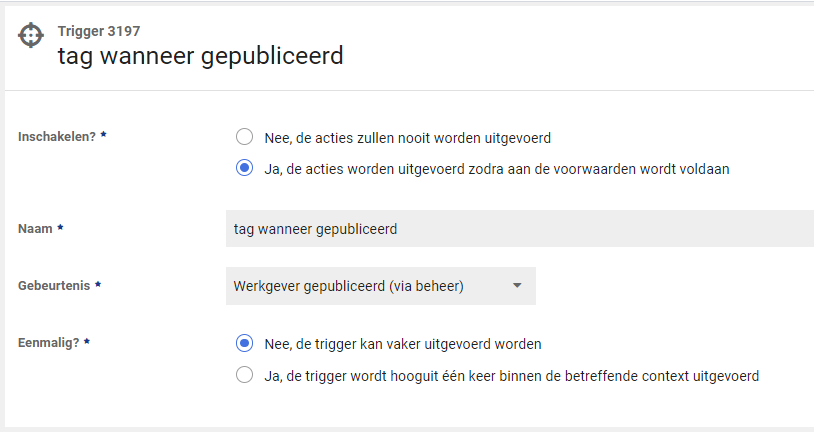 Trigger 3197
tag wanneer gepubliceerd
Inschakelen? *
Nee, de acties zullen nooit worden uitgevoerd
Ja, de acties worden uitgevoerd zodra aan de voorwaarden wordt voldaan
Naam *
tag wanneer gepubliceerd
Gebeurtenis *
Werkgever gepubliceerd (via beheer)
Eenmalig? *
Nee, de trigger kan vaker uitgevoerd worden
Ja, de trigger wordt hooguit één keer binnen de betreffende context uitgevoerd